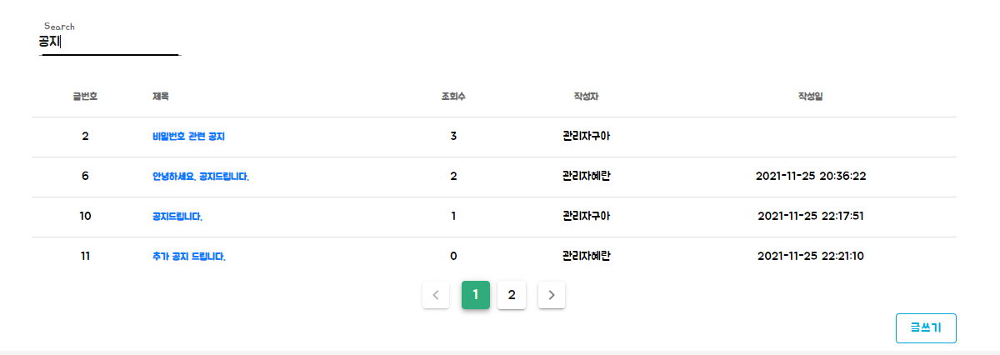 Search
공지
글번호 제목 조회수 작성자 작성일
2 비밀번호 관련 공지 3 관리자구아
6 안녕하세요. 공지드립니다. 2 관리자혜란 2021-11-25 20:36:22
10 공지드립니다. 1 관리자구아 2021-11-25 22:17:51
11 추가 공지 드립니다. 0 관리자혜란 2021-11-25 22:21:10
< 1 2 >
글쓰기